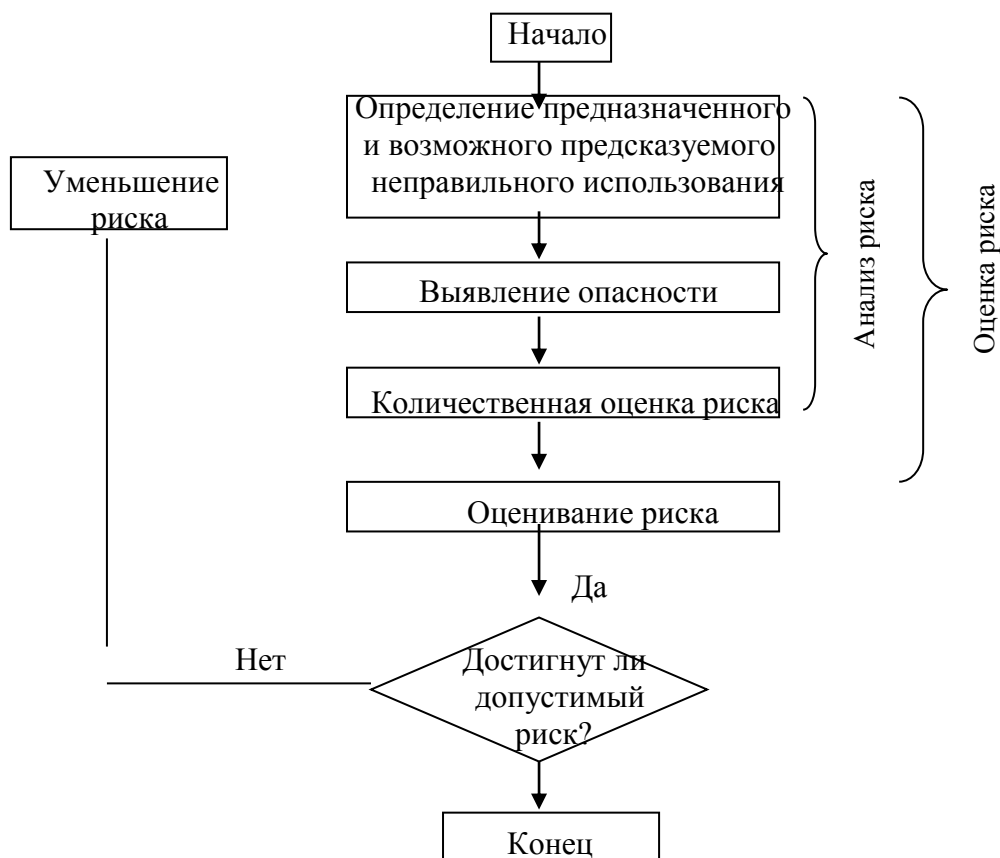 Начало
Определение предназначенного
и возможного предсказуемого
неправильного использования
Уменьшение
риска
Выявление опасности
Количественная оценка риска
Анализ риска
Оценка риска
Оценивание риска
Да
Нет
Достигнут ли
допустимый
риск?
Конец